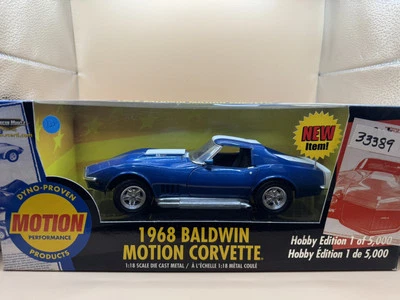 NEW
Item!
33389
DYNO-PROVEN
MOTION
PERFORMANCE
PRODUCTS
1968 BALDWIN
MOTION CORVETTE
1:18 SCALE DIE CAST METAL / À L'ÉCHELLE 1:18 MÉTAL COULÉ
Hobby Edition 1 of 5,000
Hobby Édition 1 de 5,000